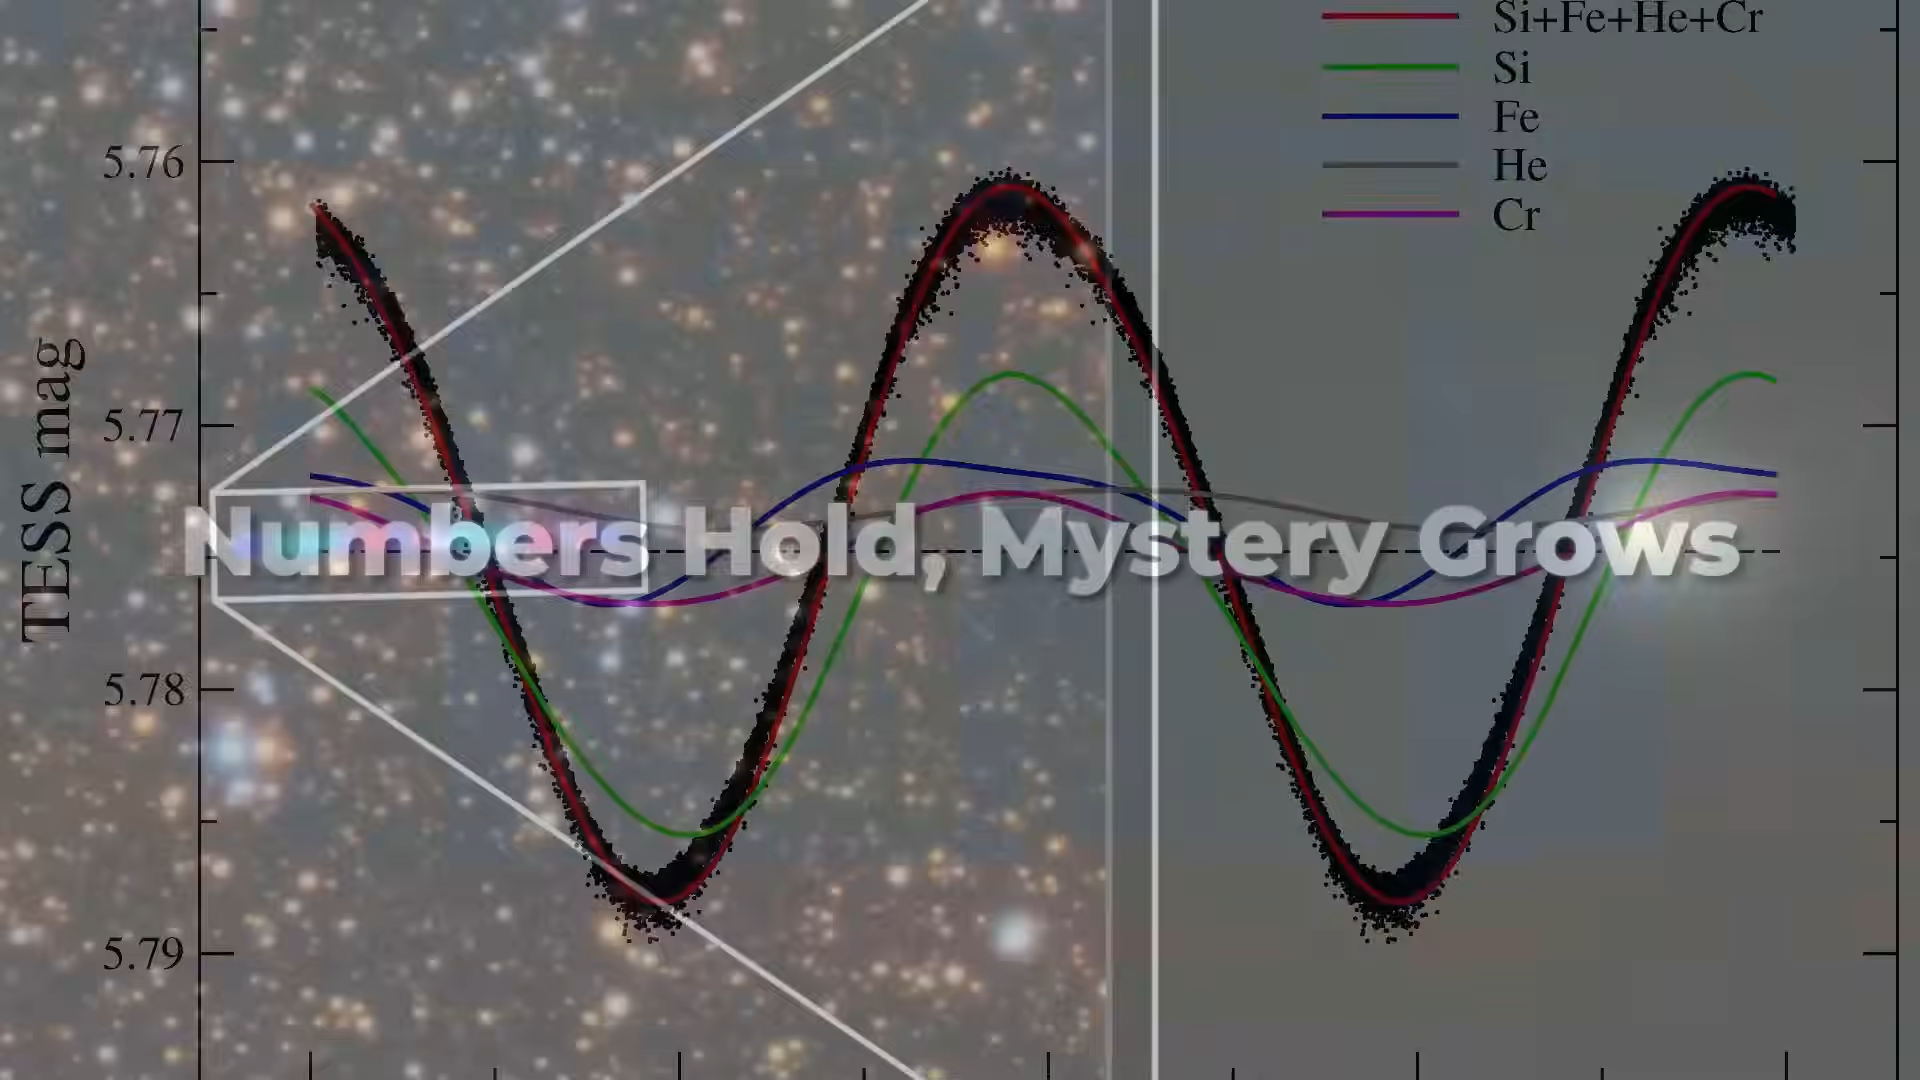 Si+Fe+He+Cr
Si
Fe
He
Cr
5.76
5.77
5.78
5.79
TESS mag
Numbers Hold, Mystery Grows